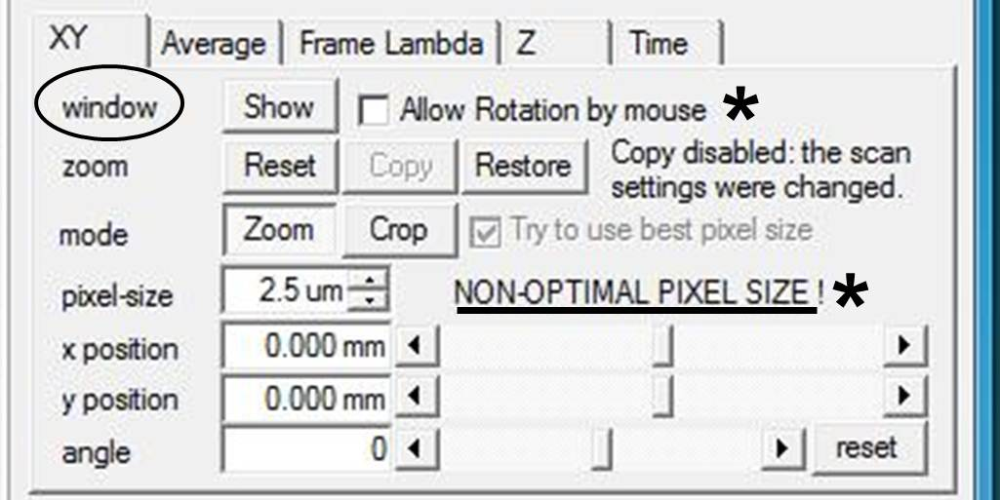 XY Average Frame Lambda Z Time
window Show Allow Rotation by mouse *
zoom Reset Copy Restore Copy disabled: the scan
settings were changed.
mode Zoom Crop Try to use best pixel size
pixel-size 2.5 um NON-OPTIMAL PIXEL SIZE ! *
x position 0.000 mm
y position 0.000 mm
angle 0 reset